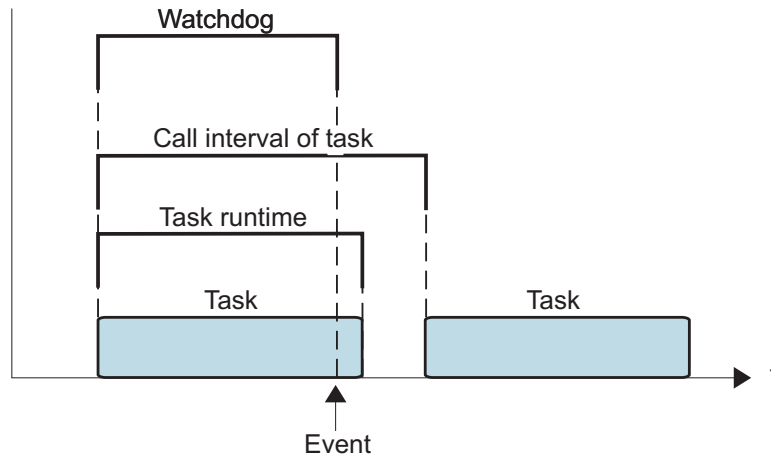 Watchdog
Call interval of task
Task runtime
Task Task
Event